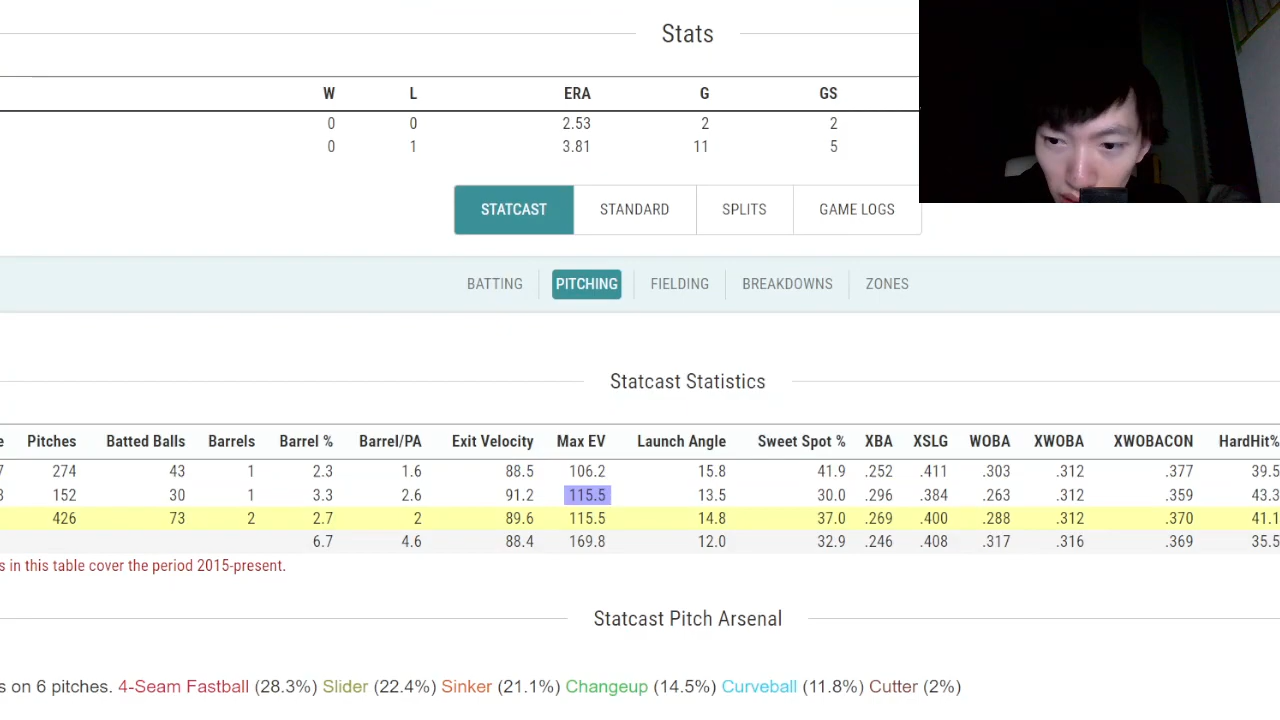 Stats
W L ERA G GS
0 0 2.53 2 2
0 1 3.81 11 5
STATCAST STANDARD SPLITS GAME LOGS
BATTING PITCHING FIELDING BREAKDOWNS ZONES
Statcast Statistics
e Pitches Batted Balls Barrels Barrel % Barrel/PA Exit Velocity Max EV Launch Angle Sweet Spot % XBA XSLG WOBA XWOBA XWOBACON HardHit%
7 274 43 1 2.3 1.6 88.5 106.2 15.8 41.9 .252 .411 .303 .312 .377 39.5
3 152 30 1 3.3 2.6 91.2 115.5 13.5 30.0 .296 .384 .263 .312 .359 43.3
426 73 2 2.7 2 89.6 115.5 14.8 37.0 .269 .400 .288 .312 .370 41.1
6.7 4.6 88.4 169.8 12.0 32.9 .246 .408 .317 .316 .369 35.5
s in this table cover the period 2015-present.
Statcast Pitch Arsenal
s on 6 pitches. 4-Seam Fastball (28.3%) Slider (22.4%) Sinker (21.1%) Changeup (14.5%) Curveball (11.8%) Cutter (2%)